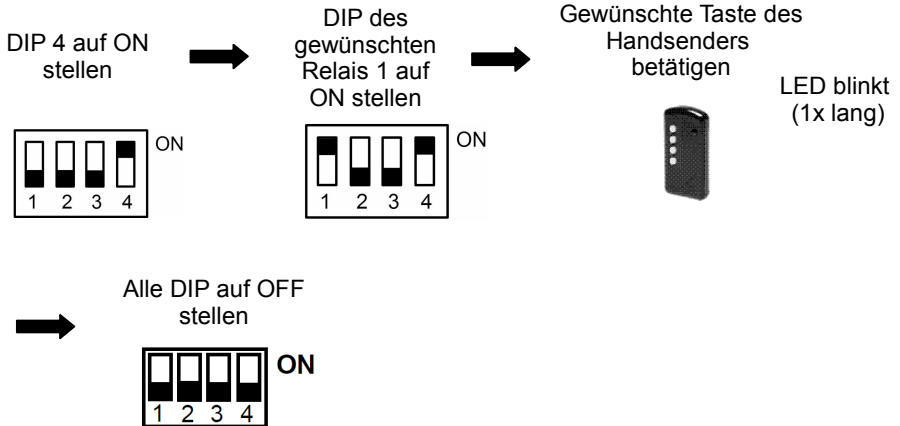 DIP 4 auf ON
stellen
ON
1 2 3 4
DIP des
gewünschten
Relais 1 auf
ON stellen
ON
1 2 3 4
Gewünschte Taste des
Handsenders
betätigen
LED blinkt
(1x lang)
Alle DIP auf OFF
stellen
ON
1 2 3 4